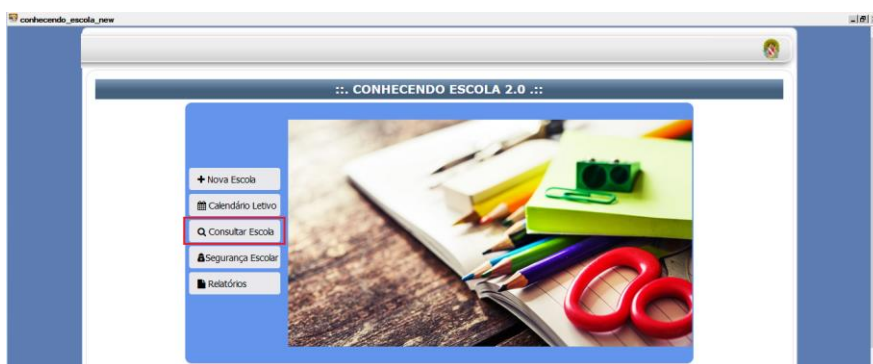 conhecendo_escola_new
::. CONHECENDO ESCOLA 2.0 .::
Nova Escola
Calendário Letivo
Consultar Escola
Segurança Escolar
Relatórios